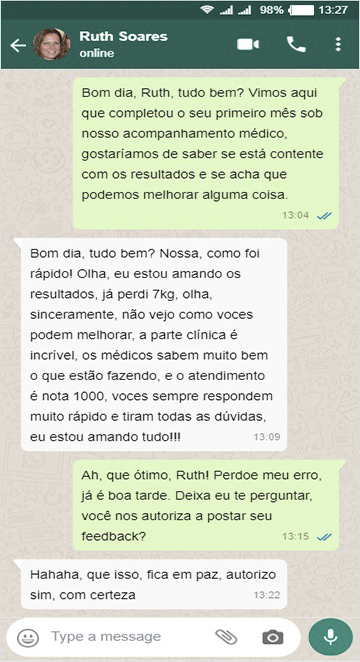 98% 13:27
Ruth Soares
online
Bom dia, Ruth, tudo bem? Vimos aqui
que completou o seu primeiro mês sob
nosso acompanhamento médico,
gostaríamos de saber se está contente
com os resultados e se acha que
podemos melhorar alguma coisa.
13:04
Bom dia, tudo bem? Nossa, como foi
rápido! Olha, eu estou amando os
resultados, já perdi 7kg, olha,
sinceramente, não vejo como voces
podem melhorar, a parte clínica é
incrível, os médicos sabem muito bem
o que estão fazendo, e o atendimento
é nota 1000, voces sempre respondem
muito rápido e tiram todas as dúvidas,
eu estou amando tudo!!!
13:09
Ah, que ótimo, Ruth! Perdoe meu erro,
já é boa tarde. Deixa eu te perguntar,
você nos autoriza a postar seu
feedback?
13:15
Hahaha, que isso, fica em paz, autorizo
sim, com certeza
13:22
Type a message